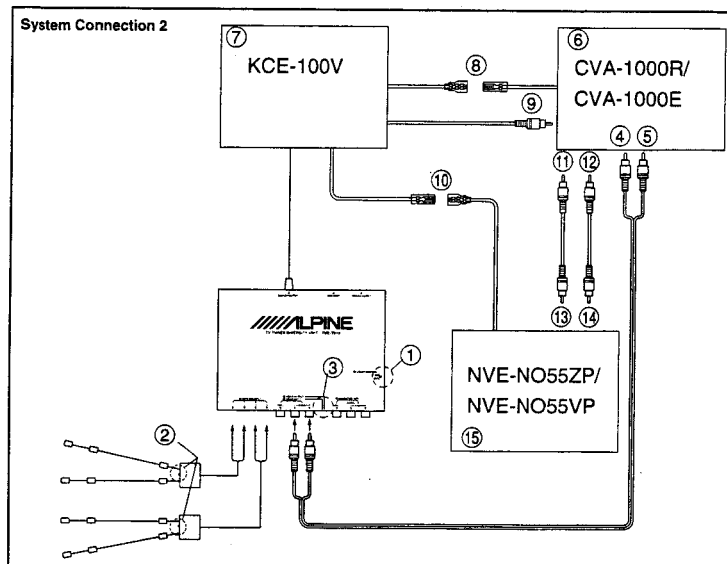 System Connection 2
⑦
KCE-100V
⑧
⑨
⑥
CVA-1000R/
CVA-1000E
④ ⑤
⑪ ⑫
⑩
ALPINE
①
③
⑬ ⑭
NVE-NO55ZP/
NVE-NO55VP
⑮
②